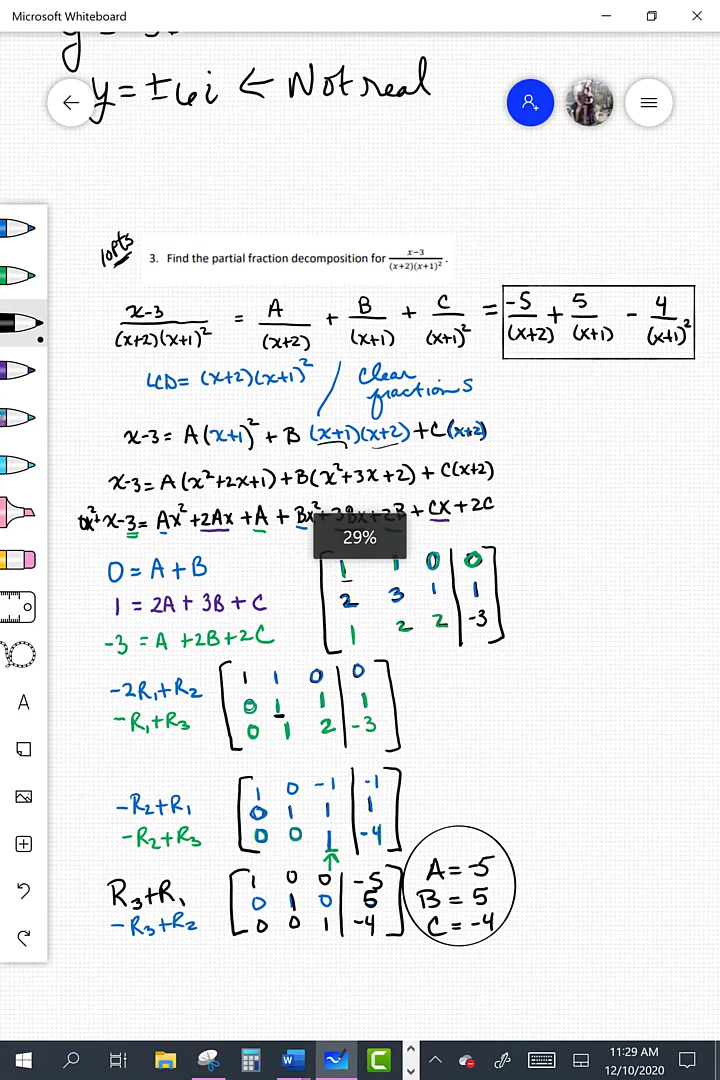 Microsoft Whiteboard
y = ±6i ← Not real
10pts
3. Find the partial fraction decomposition for x−3/(x+2)(x+1)².
x-3/(x+2)(x+1)² = A/(x+2) + B/(x+1) + C/(x+1)² = -5/(x+2) + 5/(x+1) - 4/(x+1)²
LCD = (x+2)(x+1)² / Clear fractions
x-3 = A(x+1)² + B(x+1)(x+2) + C(x+2)
x-3 = A(x²+2x+1) + B(x²+3x+2) + C(x+2)
0x²+x-3 = Ax² + 2Ax + A + Bx² + 3Bx + 2B + Cx + 2C
29%
0 = A + B
1 = 2A + 3B + C
-3 = A + 2B + 2C
[1 1 0 | 0]
[2 3 1 | 1]
[1 2 2 | -3]
-2R₁+R₂
-R₁+R₃
[1 1 0 | 0]
[0 1 1 | 1]
[0 1 2 | -3]
-R₂+R₁
-R₂+R₃
[1 0 -1 | -1]
[0 1 1 | 1]
[0 0 1 | -4]
↑
R₃+R₁
-R₃+R₂
[1 0 0 | -5]
[0 1 0 | 5]
[0 0 1 | -4]
A = -5
B = 5
C = -4
11:29 AM
12/10/2020